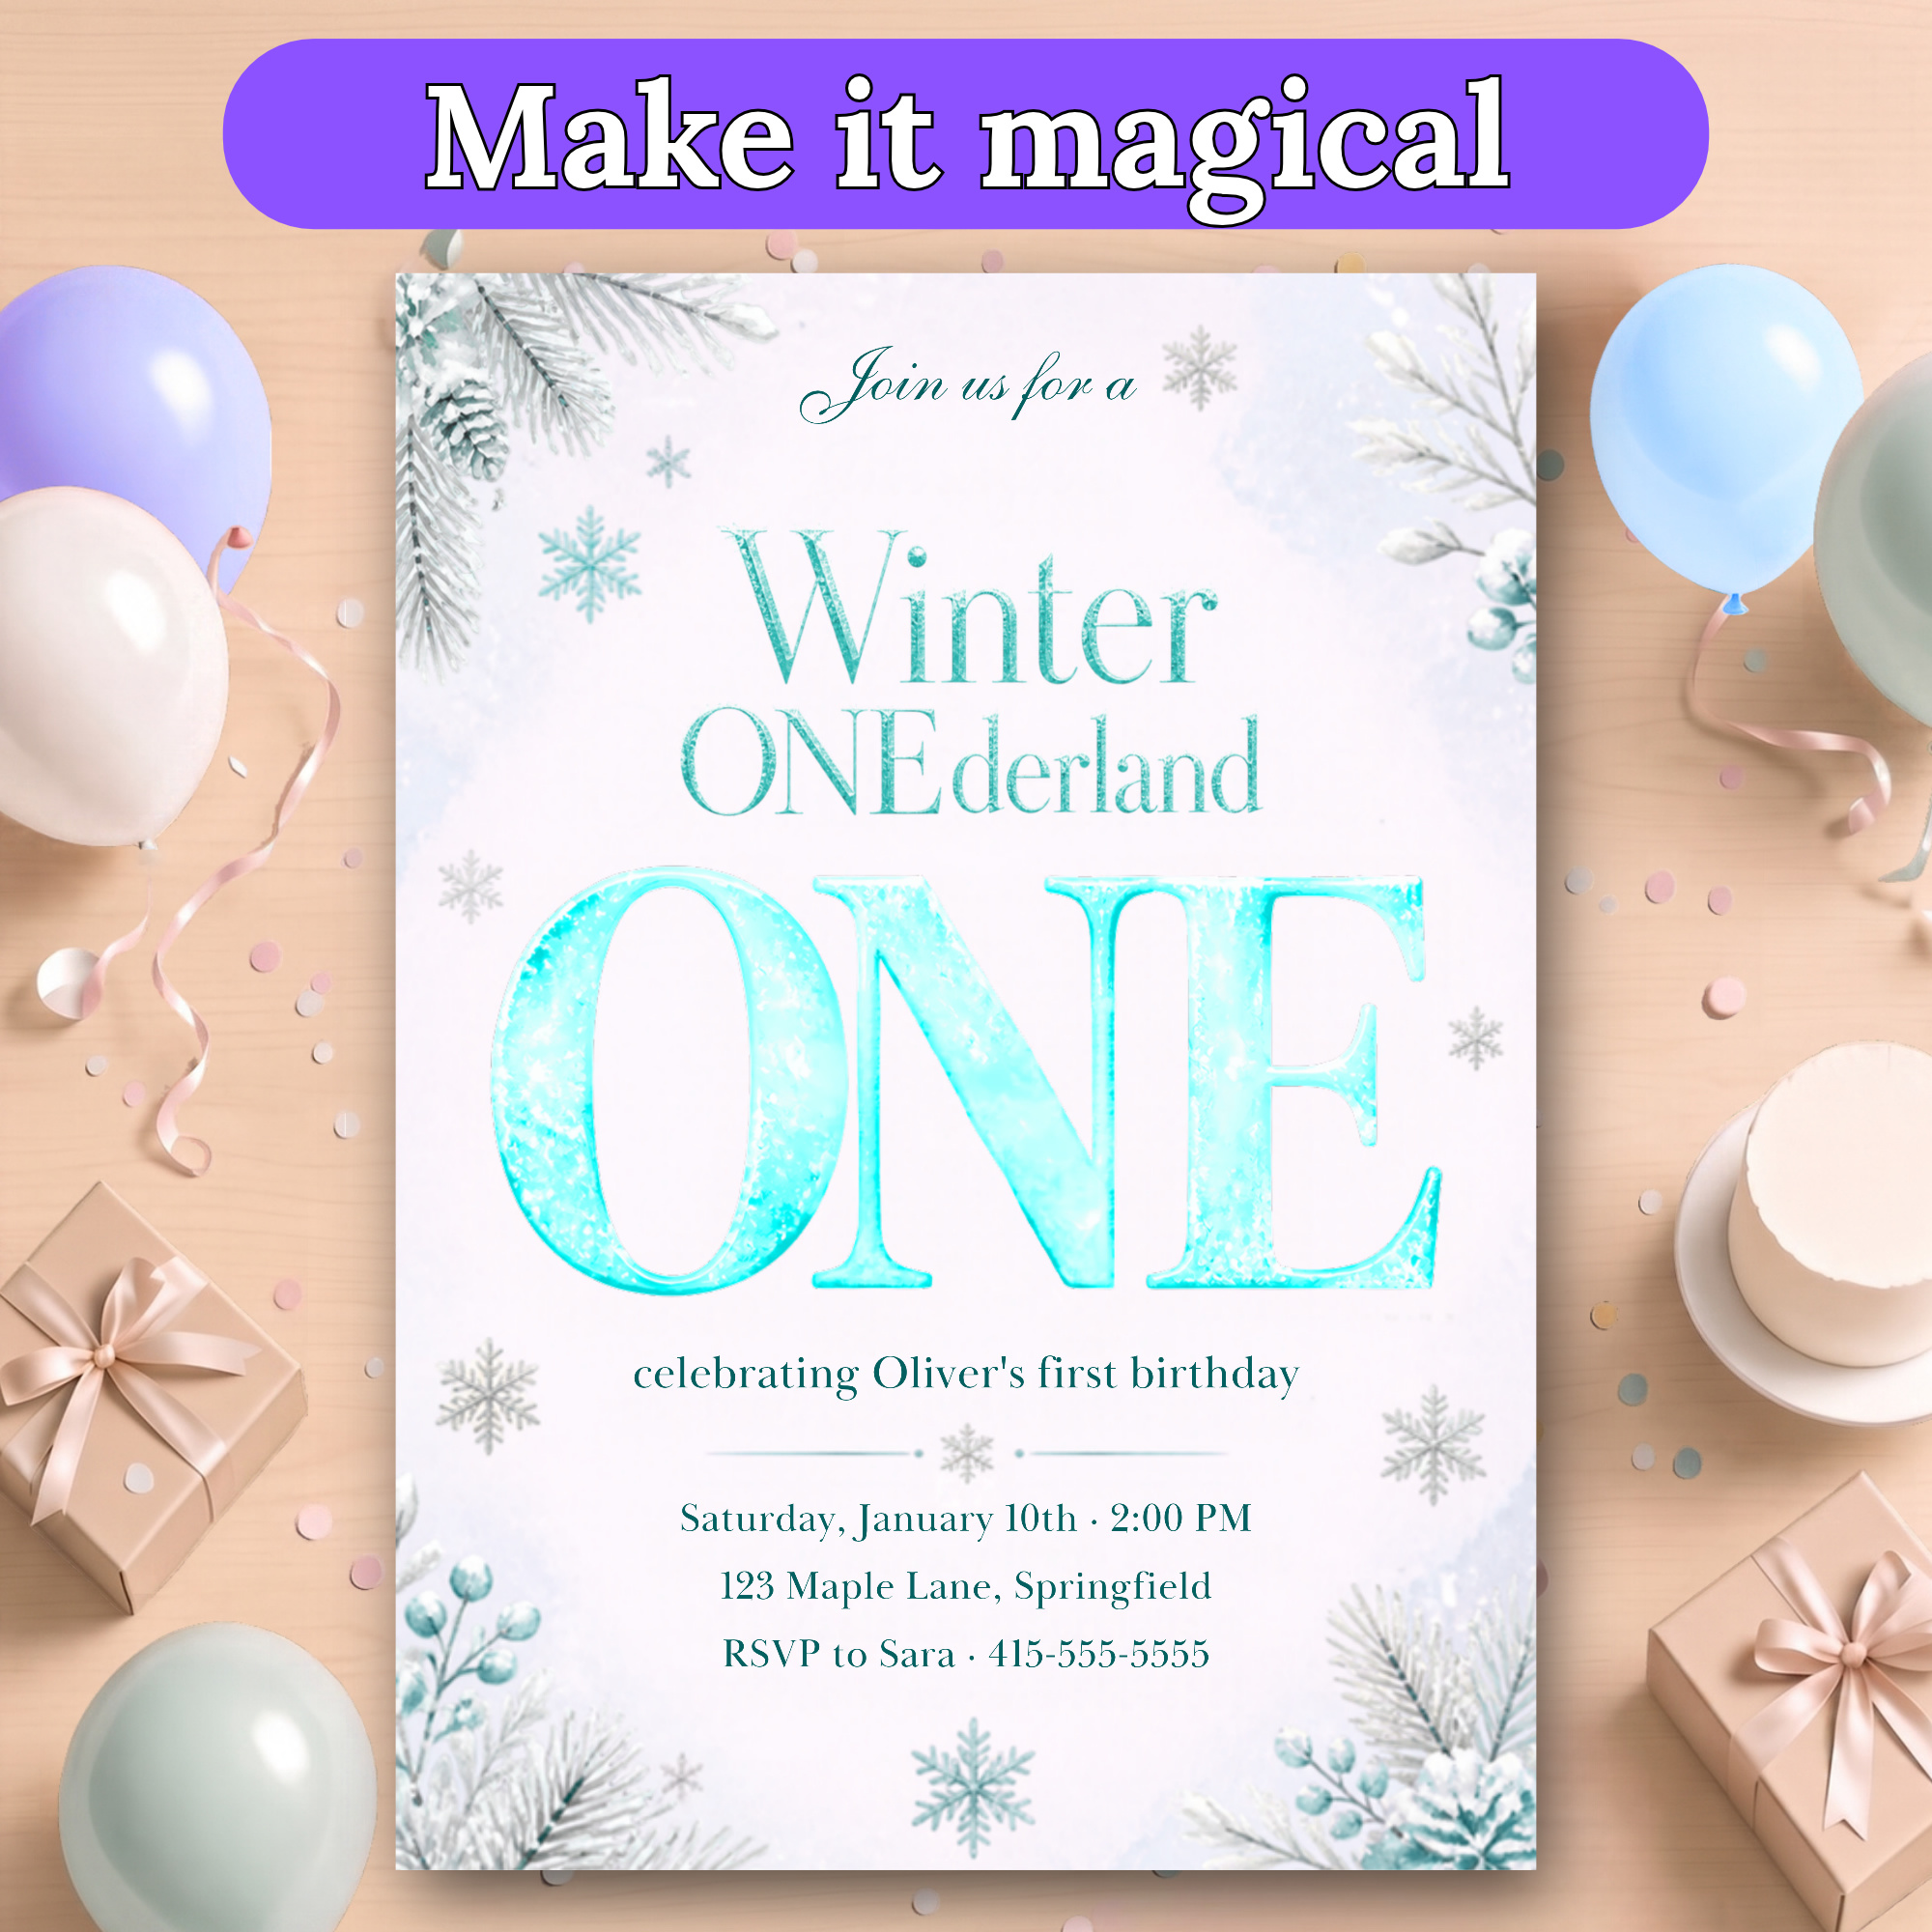 Make it magical
Join us for a
Winter
ONEderland
ONE
celebrating Oliver's first birthday
Saturday, January 10th · 2:00 PM
123 Maple Lane, Springfield
RSVP to Sara · 415-555-5555